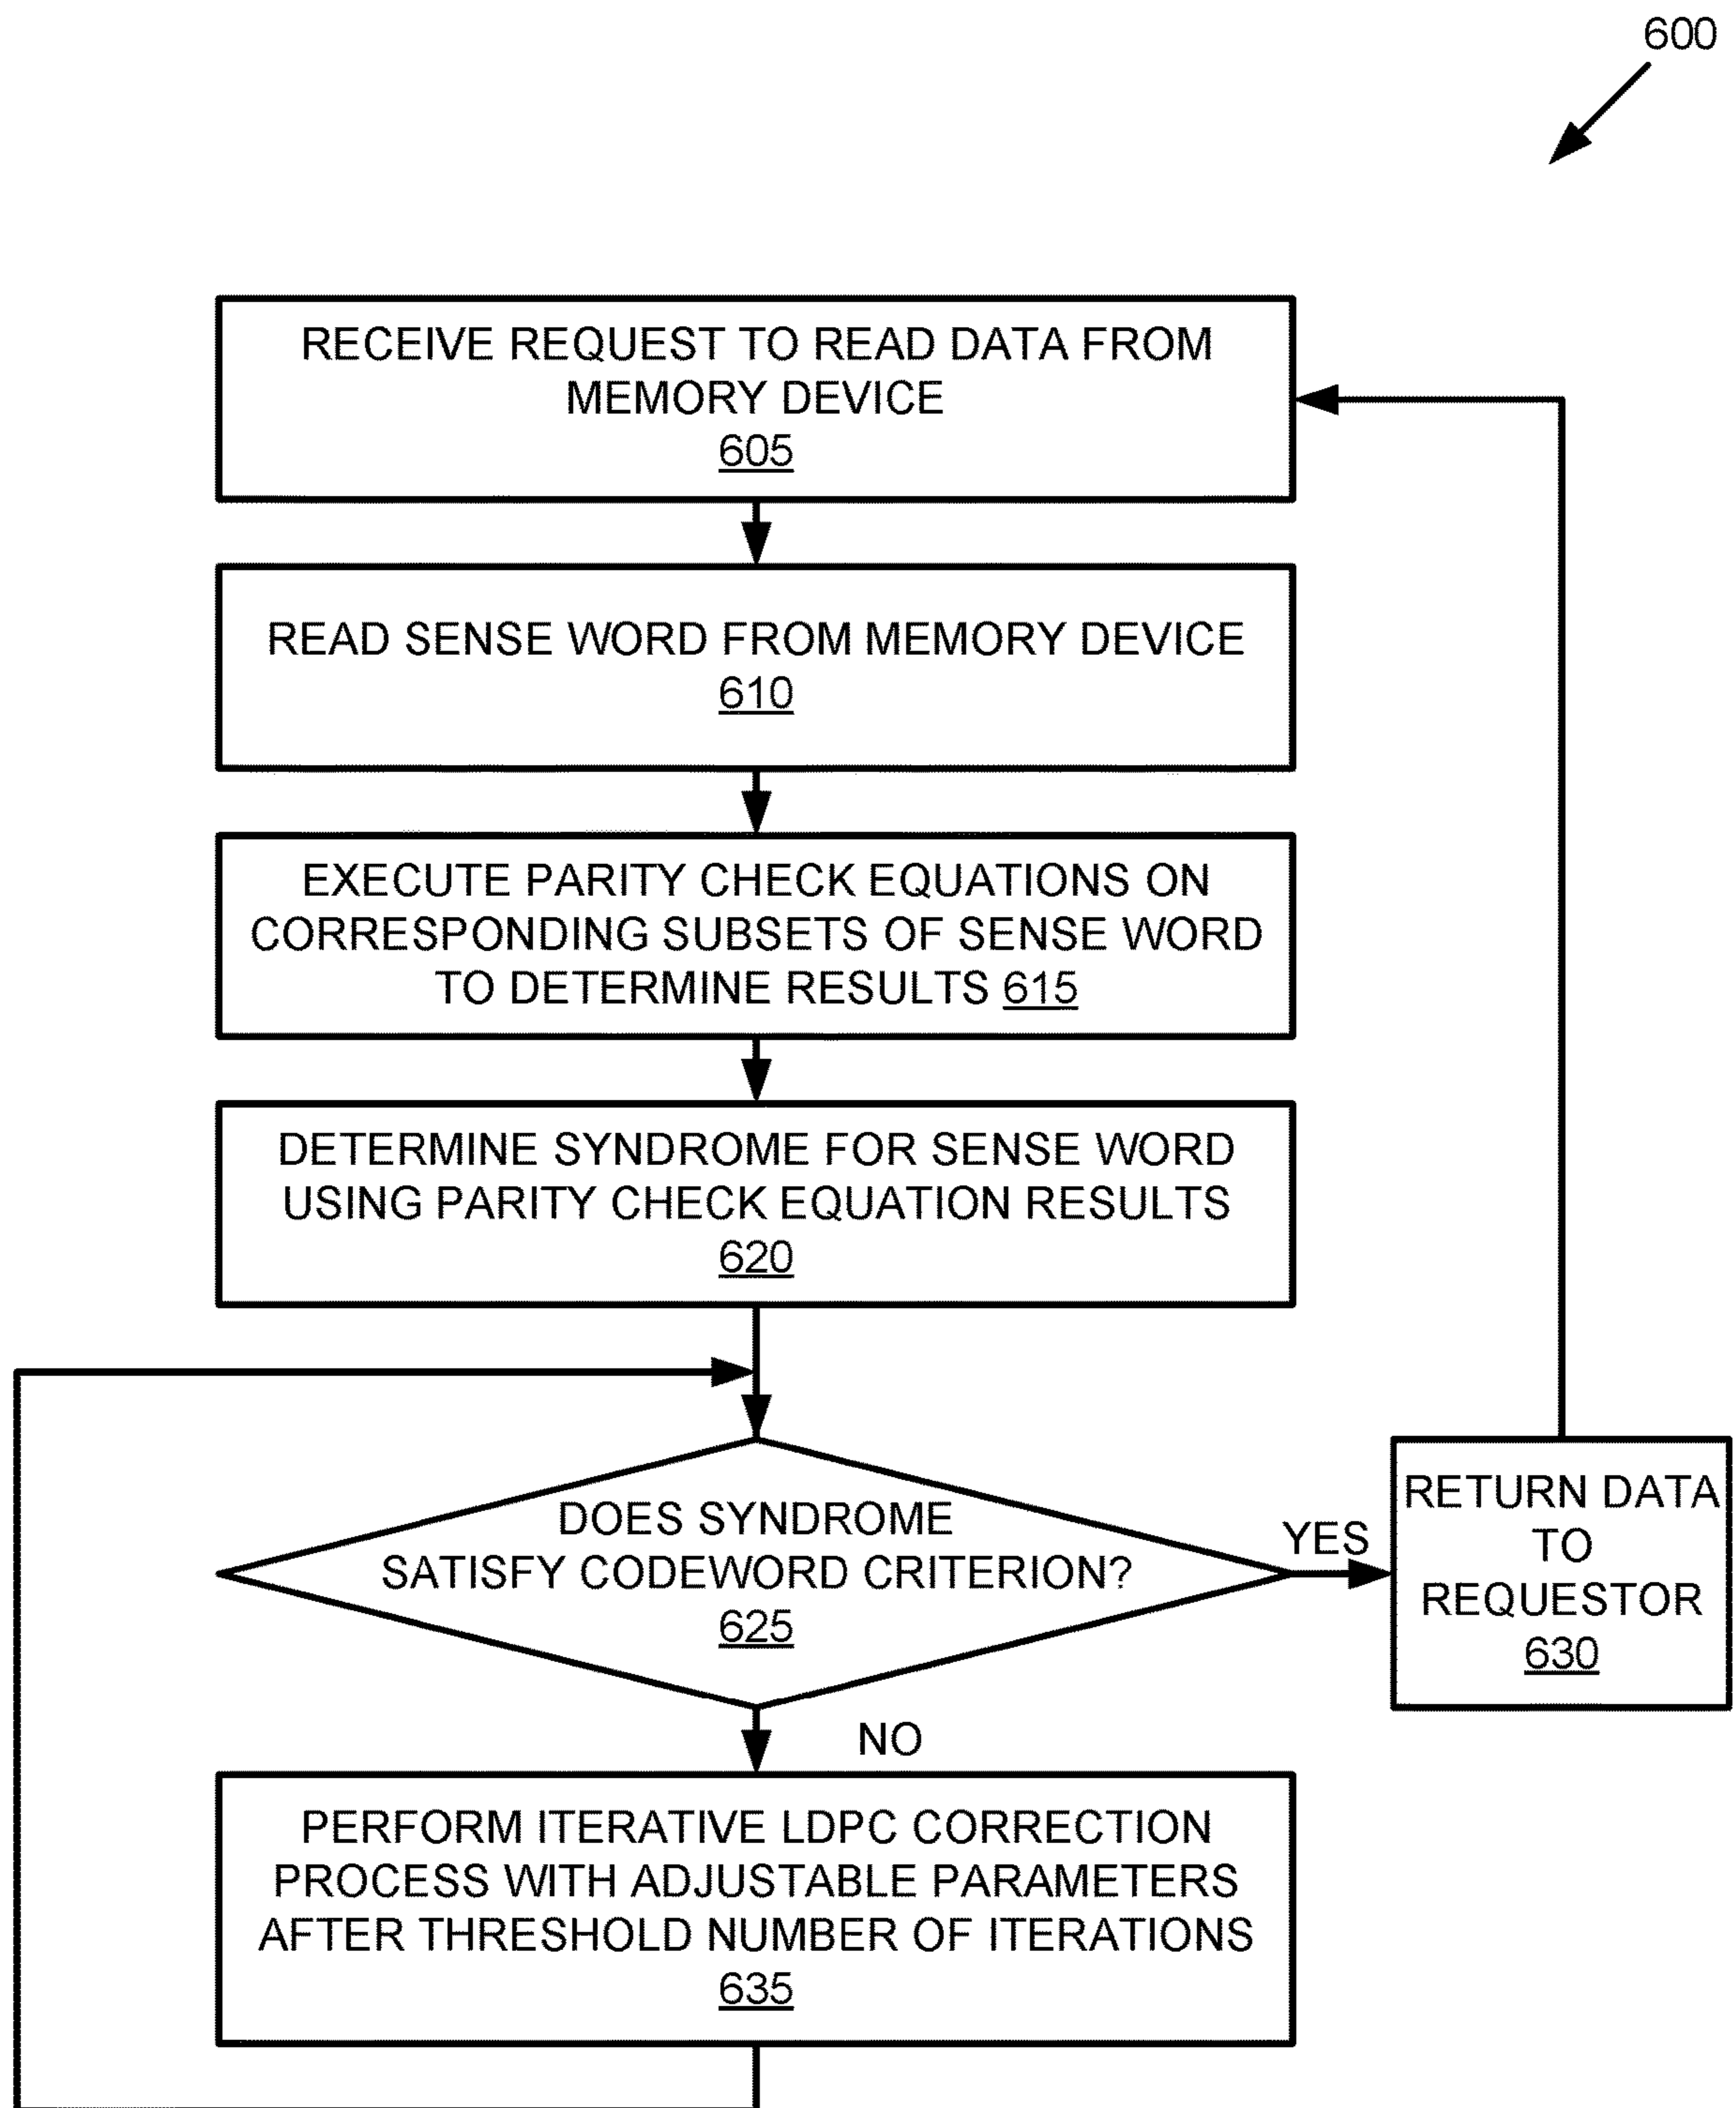 600
RECEIVE REQUEST TO READ DATA FROM
MEMORY DEVICE
605
READ SENSE WORD FROM MEMORY DEVICE
610
EXECUTE PARITY CHECK EQUATIONS ON
CORRESPONDING SUBSETS OF SENSE WORD
TO DETERMINE RESULTS 615
DETERMINE SYNDROME FOR SENSE WORD
USING PARITY CHECK EQUATION RESULTS
620
DOES SYNDROME
SATISFY CODEWORD CRITERION?
625
YES
RETURN DATA
TO
REQUESTOR
630
NO
PERFORM ITERATIVE LDPC CORRECTION
PROCESS WITH ADJUSTABLE PARAMETERS
AFTER THRESHOLD NUMBER OF ITERATIONS
635